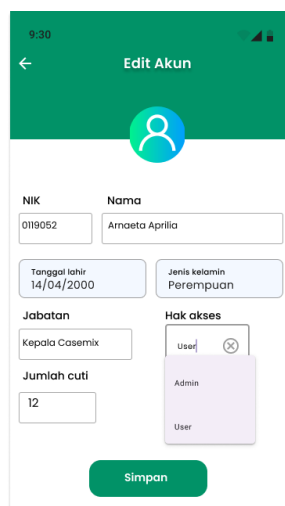 9:30
Edit Akun
NIK
Nama
0119052
Arnaeta Aprilia
Tanggal lahir
14/04/2000
Jenis kelamin
Perempuan
Jabatan
Hak akses
Kepala Casemix
User
Jumlah cuti
12
Admin
User
Simpan